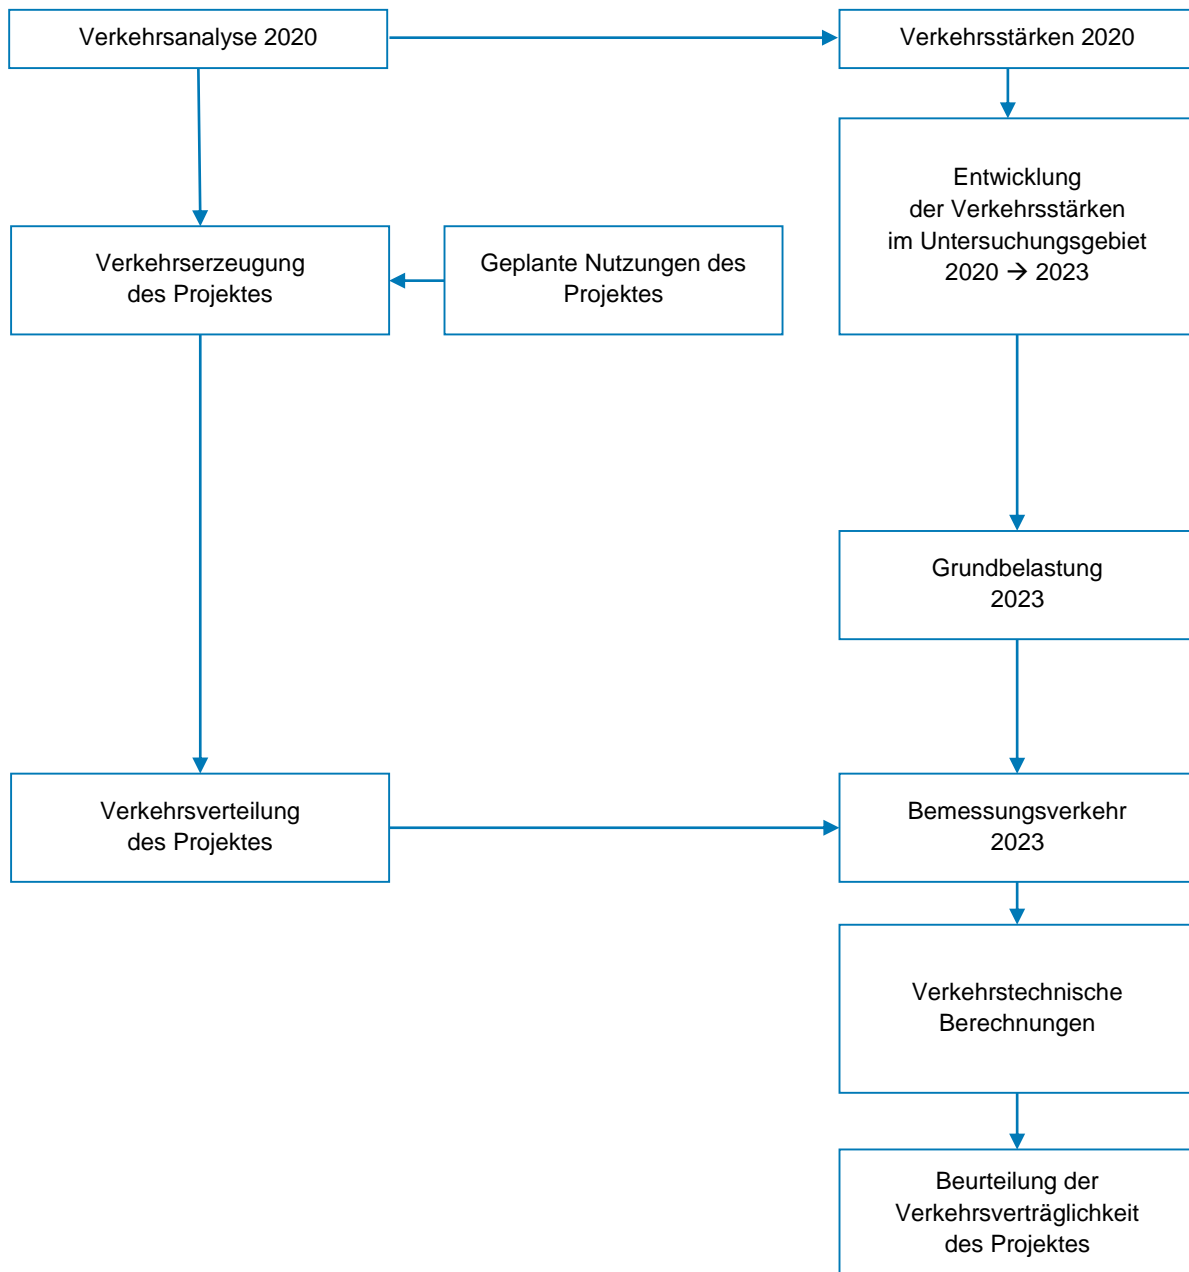 Verkehrsanalyse 2020
Verkehrsstärken 2020
Entwicklung
der Verkehrsstärken
im Untersuchungsgebiet
2020 → 2023
Verkehrserzeugung
des Projektes
Geplante Nutzungen des
Projektes
Grundbelastung
2023
Verkehrsverteilung
des Projektes
Bemessungsverkehr
2023
Verkehrstechnische
Berechnungen
Beurteilung der
Verkehrsverträglichkeit
des Projektes